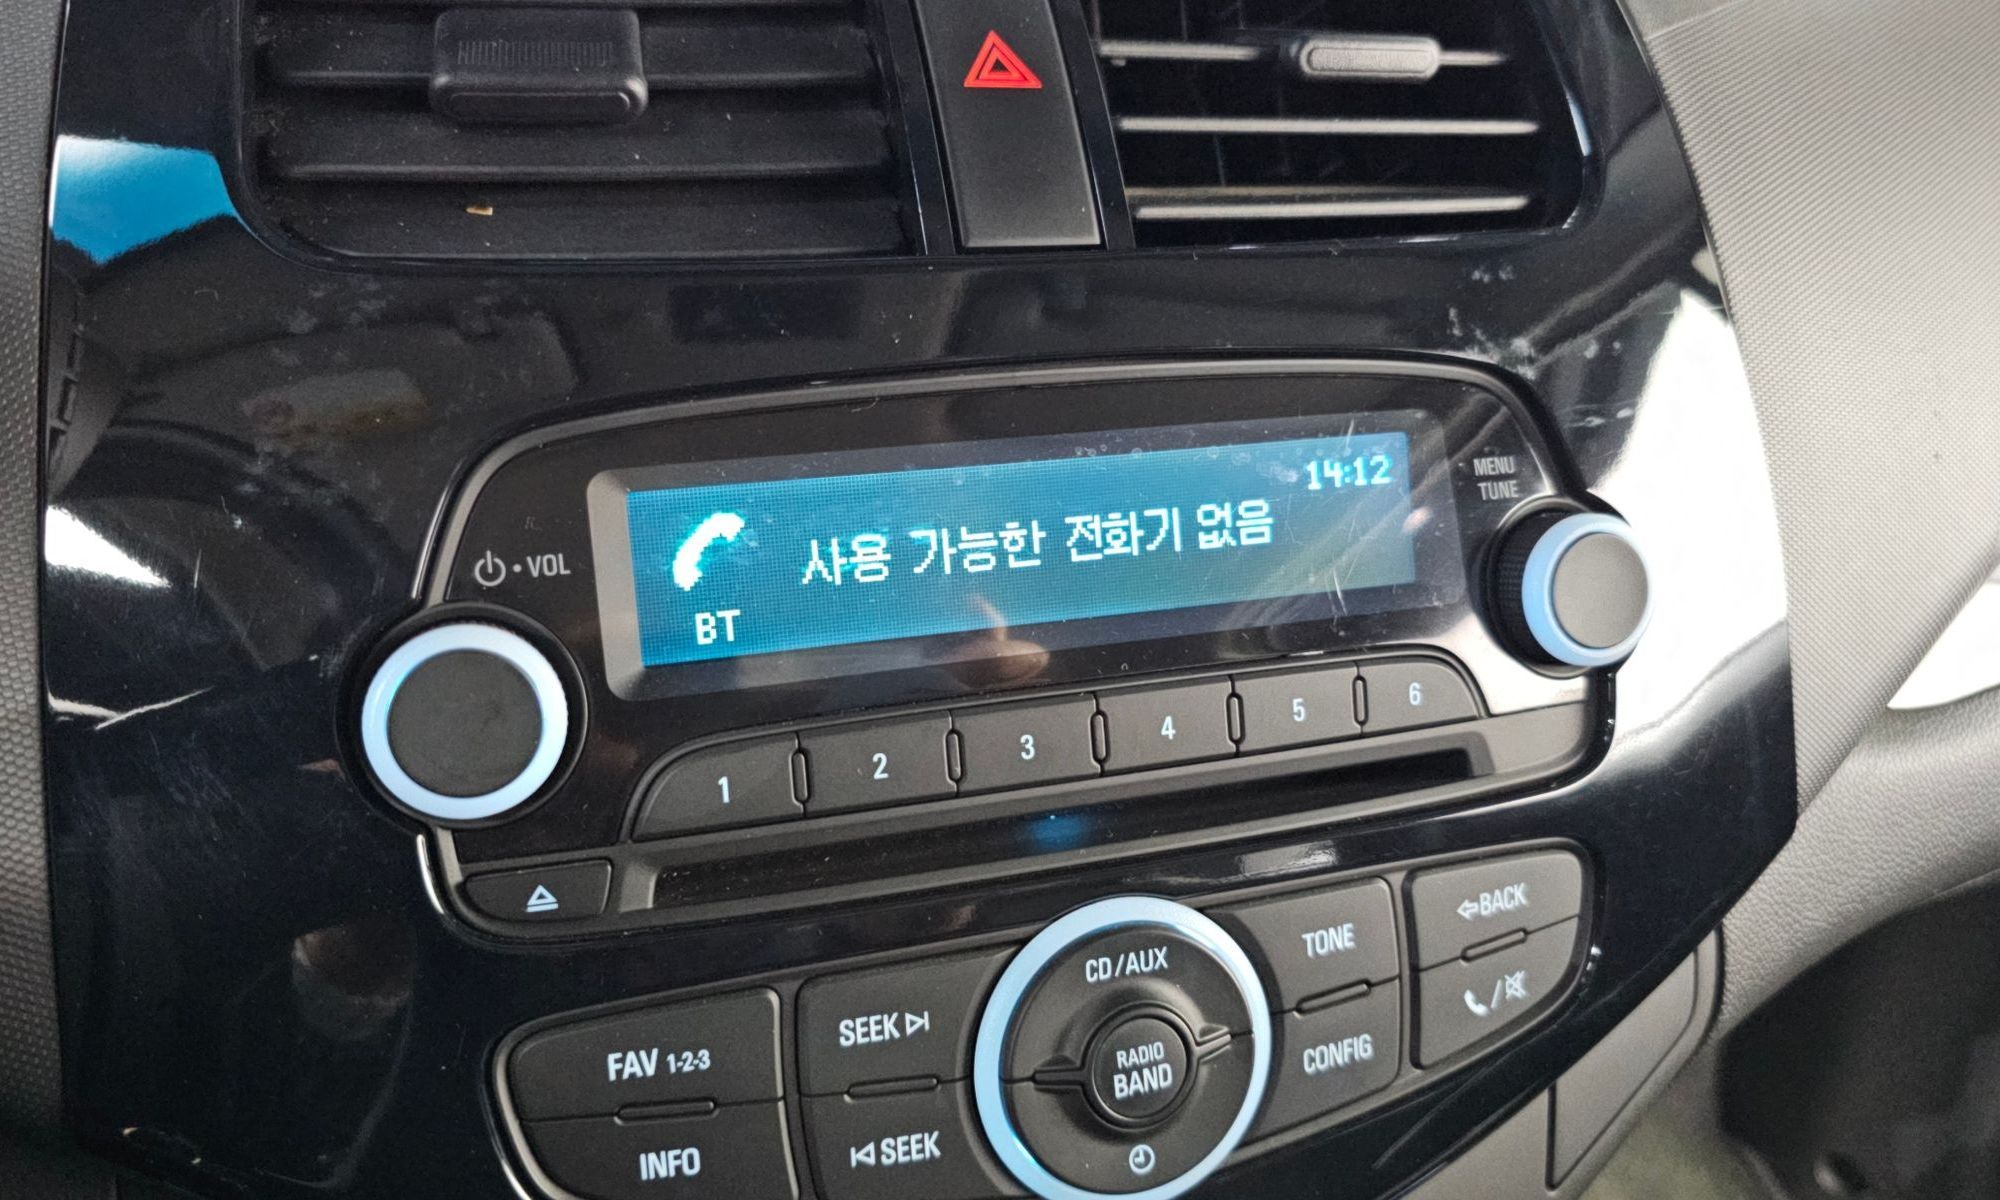 14:12
MENU
TUNE
사용 가능한 전화기 없음
VOL
BT
1
2
3
4
5
6
CD/AUX
TONE
BACK
SEEK
RADIO
BAND
FAV 1-2-3
CONFIG
INFO
SEEK